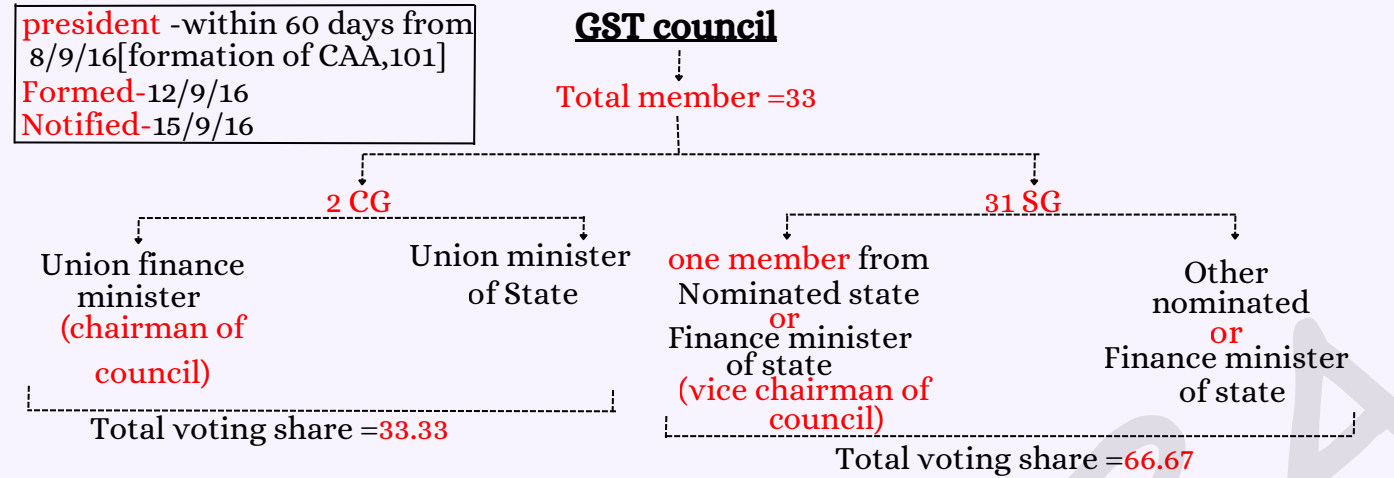 president -within 60 days from
8/9/16[formation of CAA,101]
Formed-12/9/16
Notified-15/9/16
GST council
Total member =33
2 CG
Union finance
minister
(chairman of
council)
Union minister
of State
Total voting share =33.33
31 SG
one member from
Nominated state
or
Finance minister
of state
(vice chairman of
council)
Other
nominated
or
Finance minister
of state
Total voting share =66.67